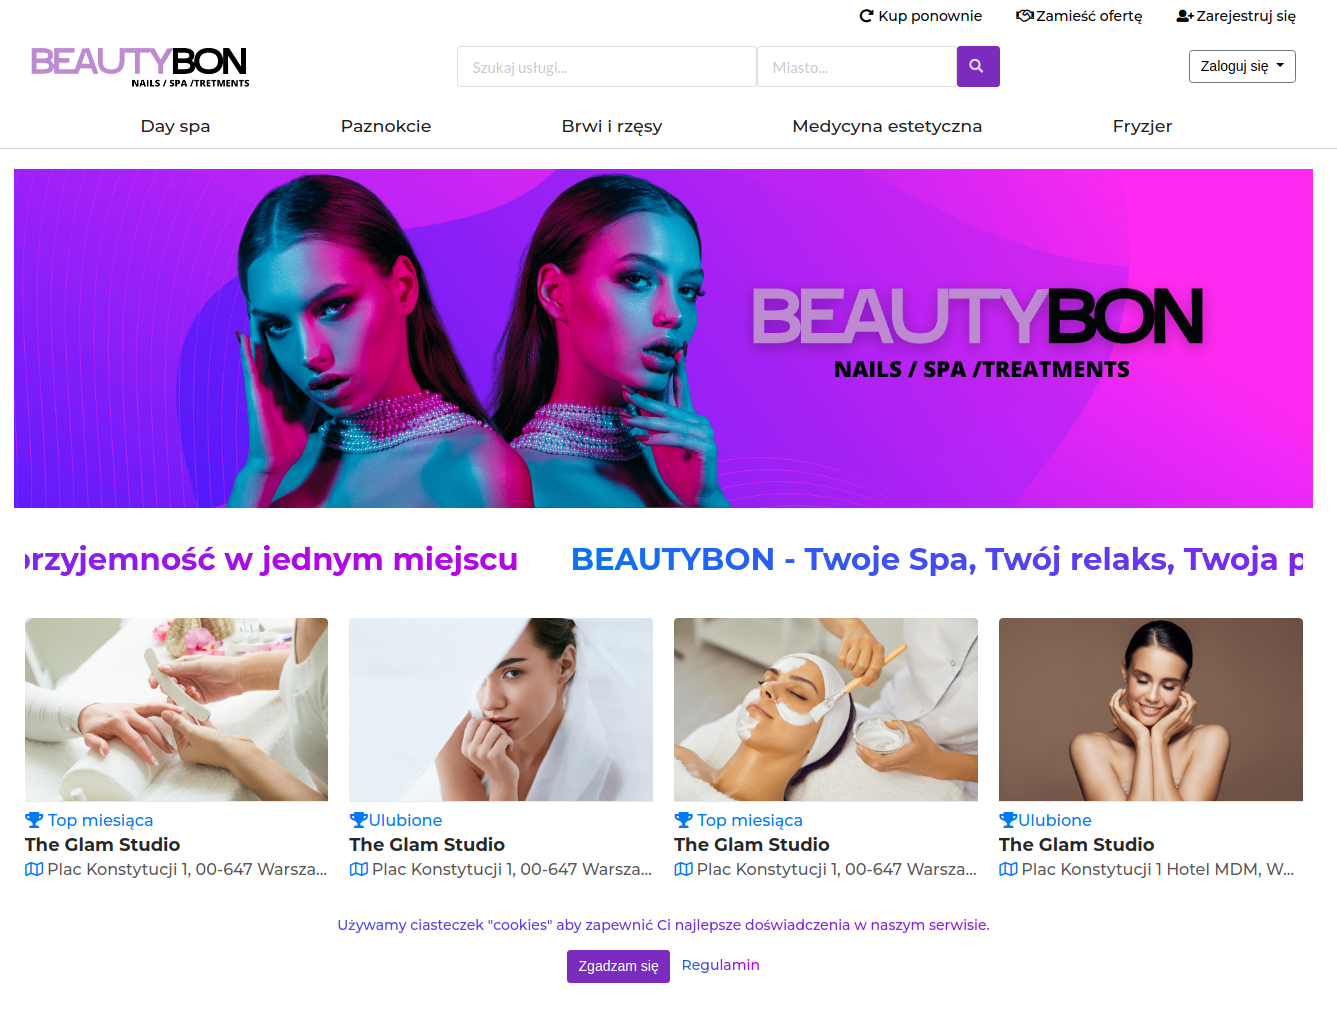 Kup ponownie
Zamieść ofertę
Zarejestruj się
BEAUTYBON
NAILS / SPA /TRETMENTS
Szukaj usługi...
Miasto...
Zaloguj się
Day spa
Paznokcie
Brwi i rzęsy
Medycyna estetyczna
Fryzjer
BEAUTYBON
NAILS / SPA /TREATMENTS
przyjemność w jednym miejscu
BEAUTYBON - Twoje Spa, Twój relaks, Twoja p
Top miesiąca
The Glam Studio
Plac Konstytucji 1, 00-647 Warsza...
Ulubione
The Glam Studio
Plac Konstytucji 1, 00-647 Warsza...
Top miesiąca
The Glam Studio
Plac Konstytucji 1, 00-647 Warsza...
Ulubione
The Glam Studio
Plac Konstytucji 1 Hotel MDM, W...
Używamy ciasteczek "cookies" aby zapewnić Ci najlepsze doświadczenia w naszym serwisie.
Zgadzam się
Regulamin